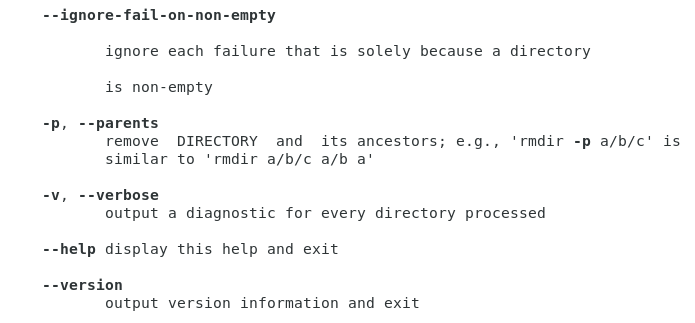 --ignore-fail-on-non-empty
ignore each failure that is solely because a directory
is non-empty
-p, --parents
remove  DIRECTORY  and  its ancestors; e.g., 'rmdir -p a/b/c' is
similar to 'rmdir a/b/c a/b a'
-v, --verbose
output a diagnostic for every directory processed
--help display this help and exit
--version
output version information and exit